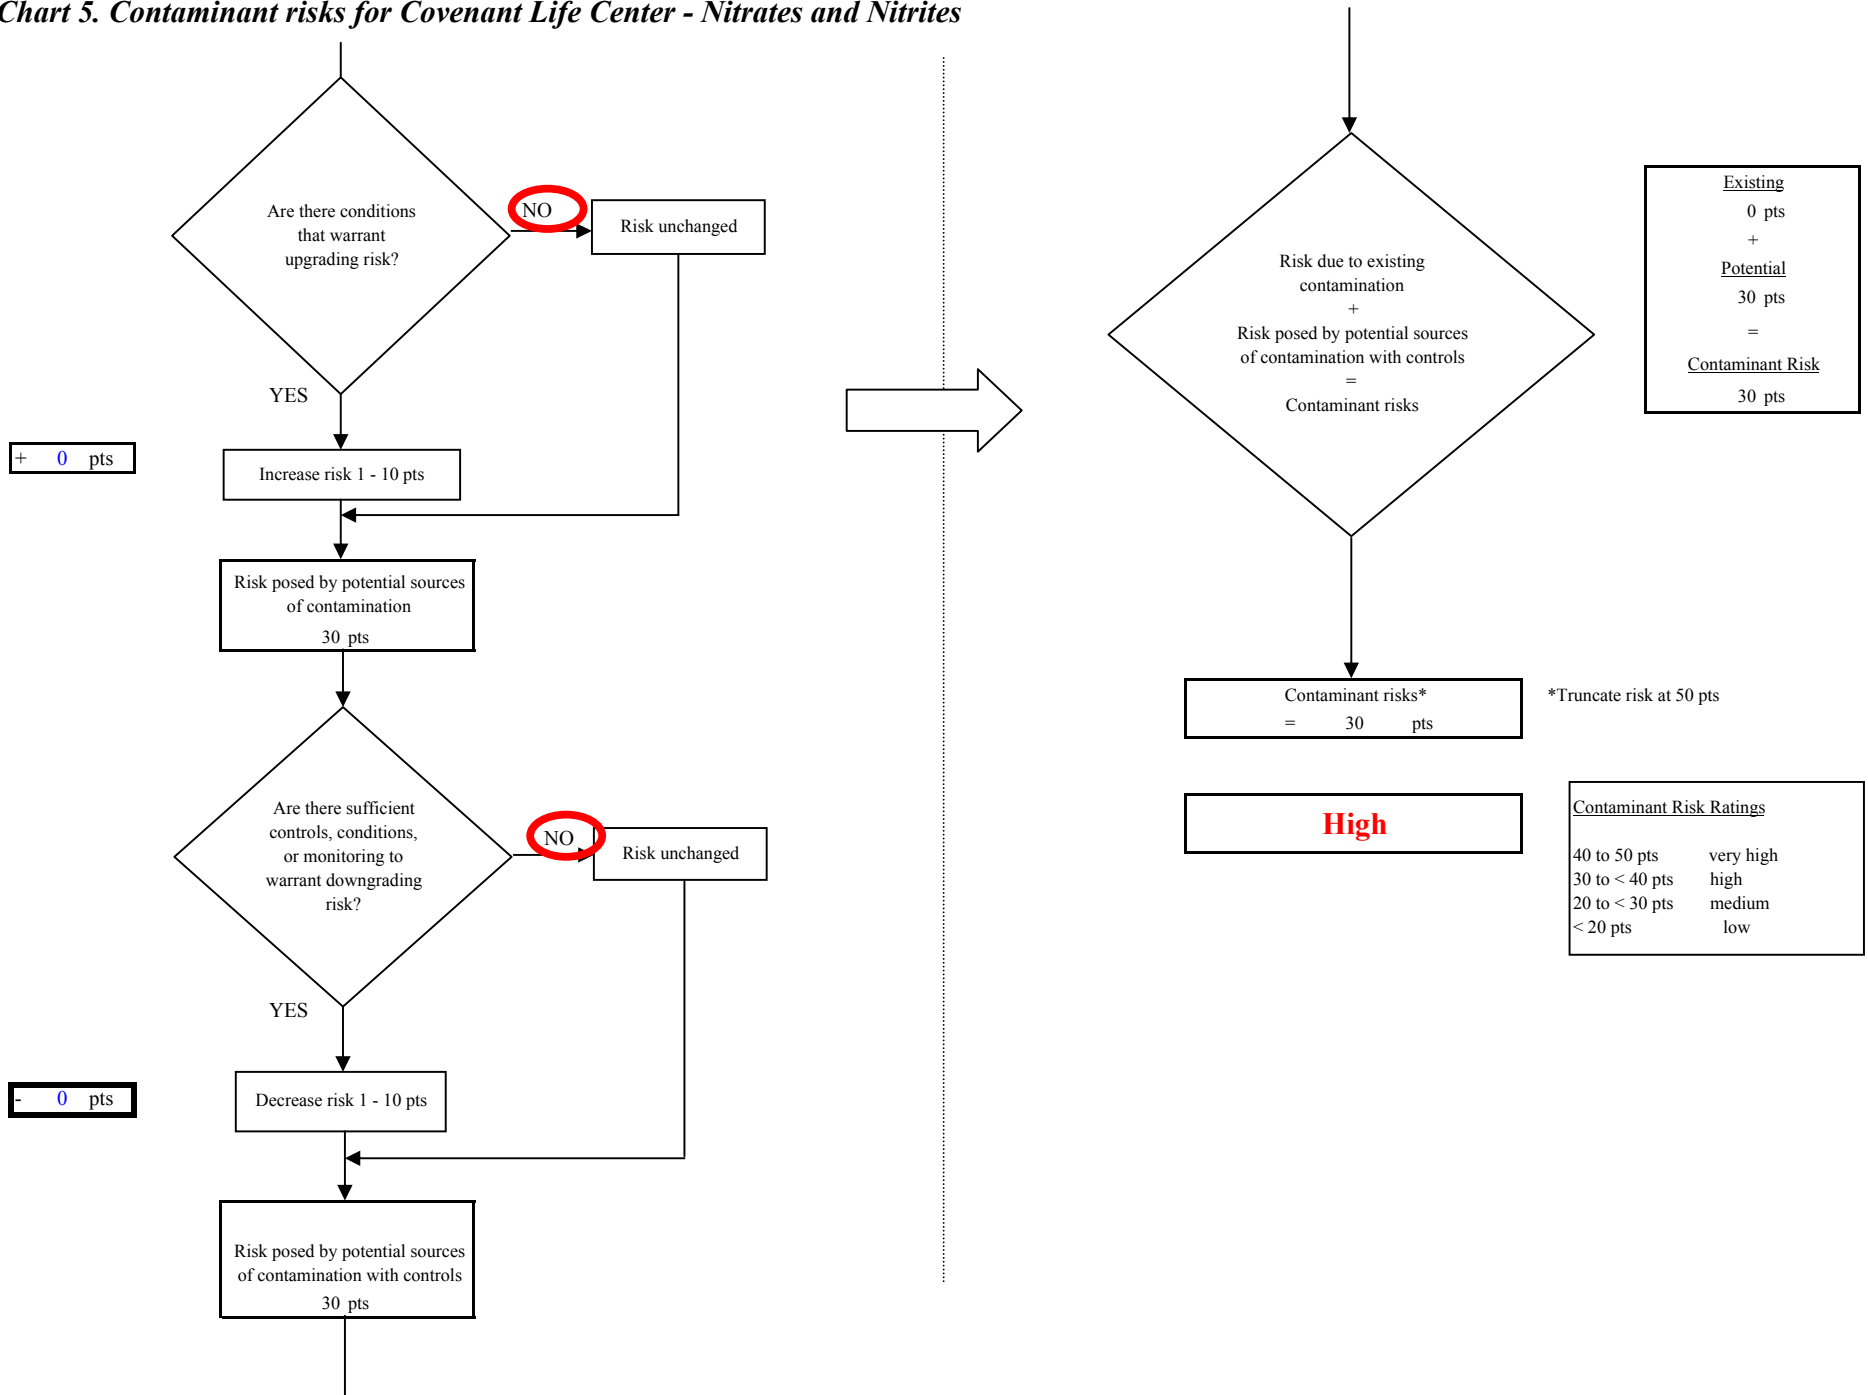 Chart 5. Contaminant risks for Covenant Life Center - Nitrates and Nitrites
Are there conditions
that warrant
upgrading risk?
NO
Risk unchanged
YES
+ 0 pts
Increase risk 1 - 10 pts
Risk posed by potential sources
of contamination
30 pts
Are there sufficient
controls, conditions,
or monitoring to
warrant downgrading
risk?
NO
Risk unchanged
YES
- 0 pts
Decrease risk 1 - 10 pts
Risk posed by potential sources
of contamination with controls
30 pts
Risk due to existing
contamination
+
Risk posed by potential sources
of contamination with controls
=
Contaminant risks
Existing
0 pts
+
Potential
30 pts
=
Contaminant Risk
30 pts
Contaminant risks*
= 30 pts
*Truncate risk at 50 pts
High
Contaminant Risk Ratings
40 to 50 pts very high
30 to < 40 pts high
20 to < 30 pts medium
< 20 pts low